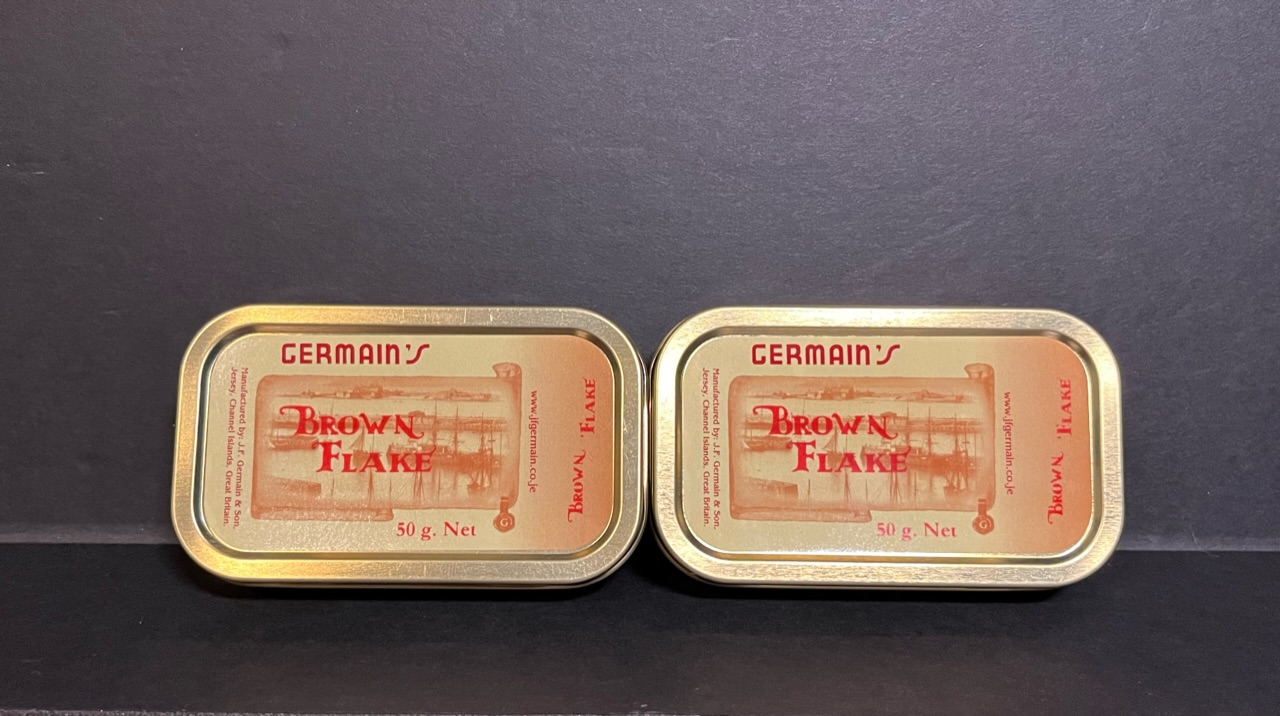 GERMAIN'S
Manufactured by: J.F. Germain & Son.
Jersey, Channel Islands, Great Britain.
BROWN
FLAKE
www.jfgermain.co.je
BROWN FLAKE
50 g. Net
G
GERMAIN'S
Manufactured by: J.F. Germain & Son.
Jersey, Channel Islands, Great Britain.
BROWN
FLAKE
www.jfgermain.co.je
BROWN FLAKE
50 g. Net
G